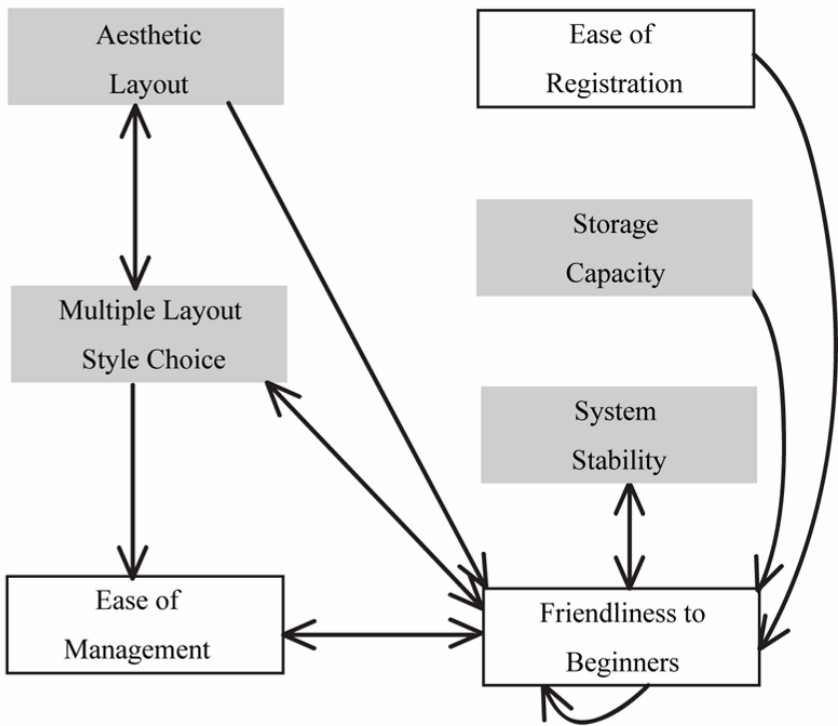 Aesthetic
Layout
Ease of
Registration
Storage
Capacity
Multiple Layout
Style Choice
System
Stability
Ease of
Management
Friendliness to
Beginners